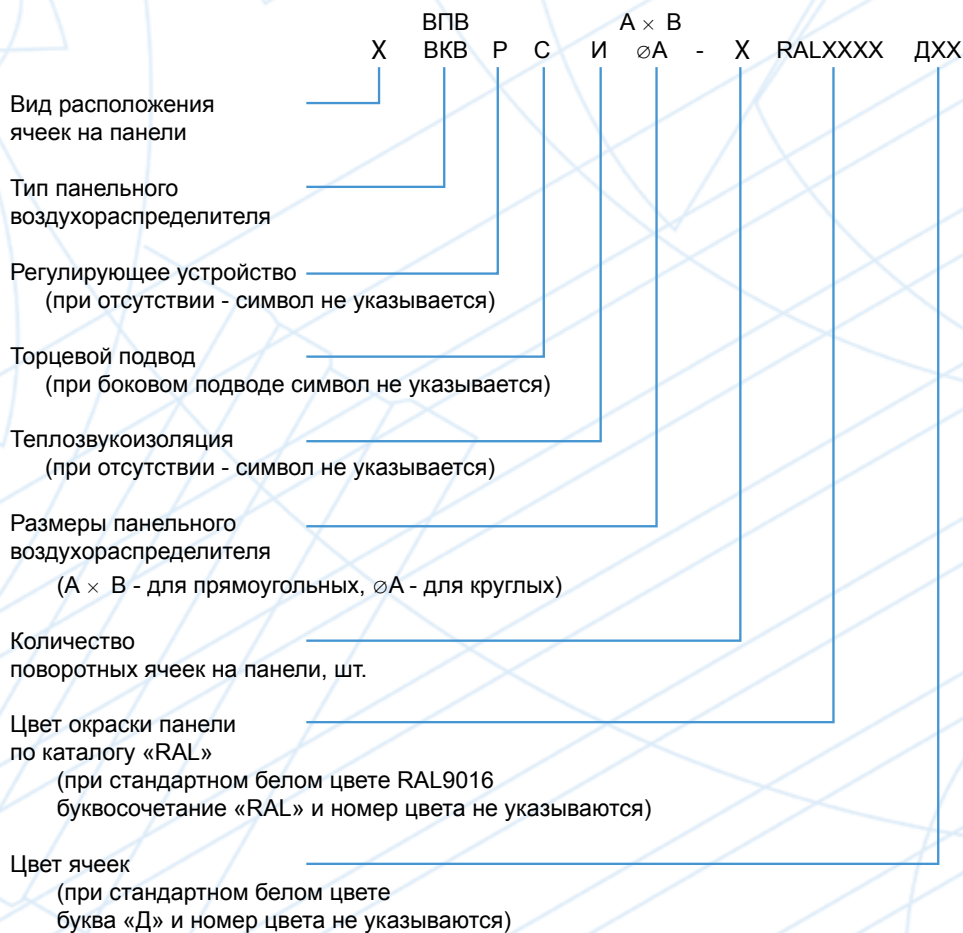 ВПВ А × В
Х ВКВ Р С И ⌀А - Х RALXXXX ДХХ
Вид расположения
ячеек на панели
Тип панельного
воздухораспределителя
Регулирующее устройство
(при отсутствии - символ не указывается)
Торцевой подвод
(при боковом подводе символ не указывается)
Теплозвукоизоляция
(при отсутствии - символ не указывается)
Размеры панельного
воздухораспределителя
(А × В - для прямоугольных, ⌀А - для круглых)
Количество
поворотных ячеек на панели, шт.
Цвет окраски панели
по каталогу «RAL»
(при стандартном белом цвете RAL9016
буквосочетание «RAL» и номер цвета не указываются)
Цвет ячеек
(при стандартном белом цвете
буква «Д» и номер цвета не указываются)